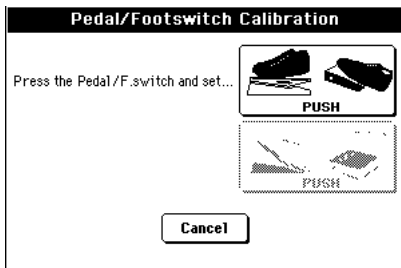 Pedal/Footswitch Calibration
Press the Pedal/F.switch and set...
PUSH
PUSH
Cancel